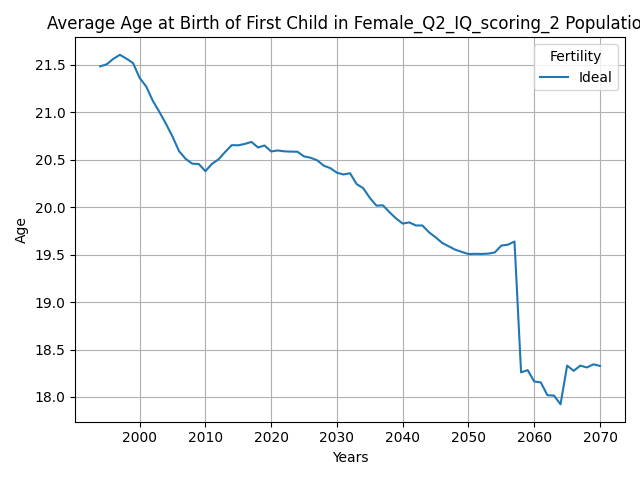 Average Age at Birth of First Child in Female_Q2_IQ_scoring_2 Populatio
Fertility
Ideal
21.5
21.0
20.5
20.0
19.5
19.0
18.5
18.0
Age
2000 2010 2020 2030 2040 2050 2060 2070
Years